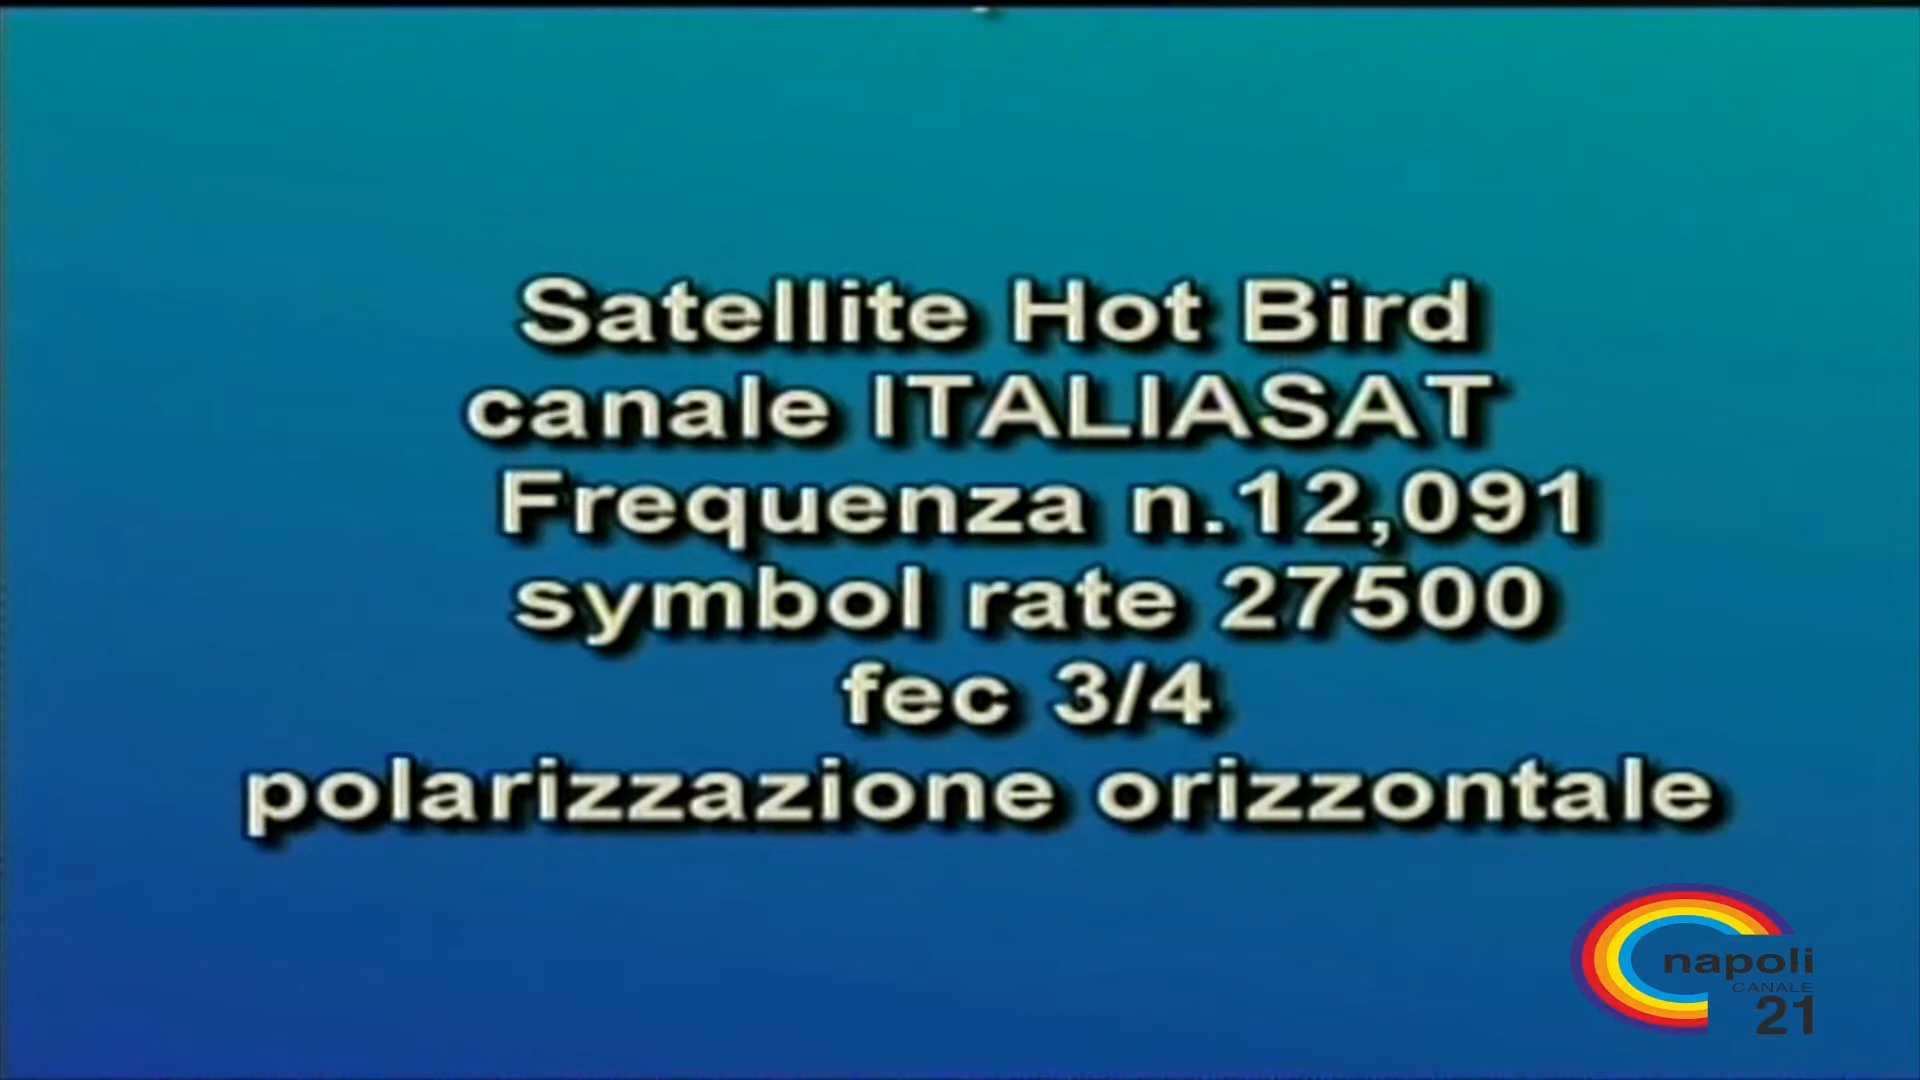 Satellite Hot Bird
canale ITALIASAT
Frequenza n.12,091
symbol rate 27500
fec 3/4
polarizzazione orizzontale
napoli
CANALE
21